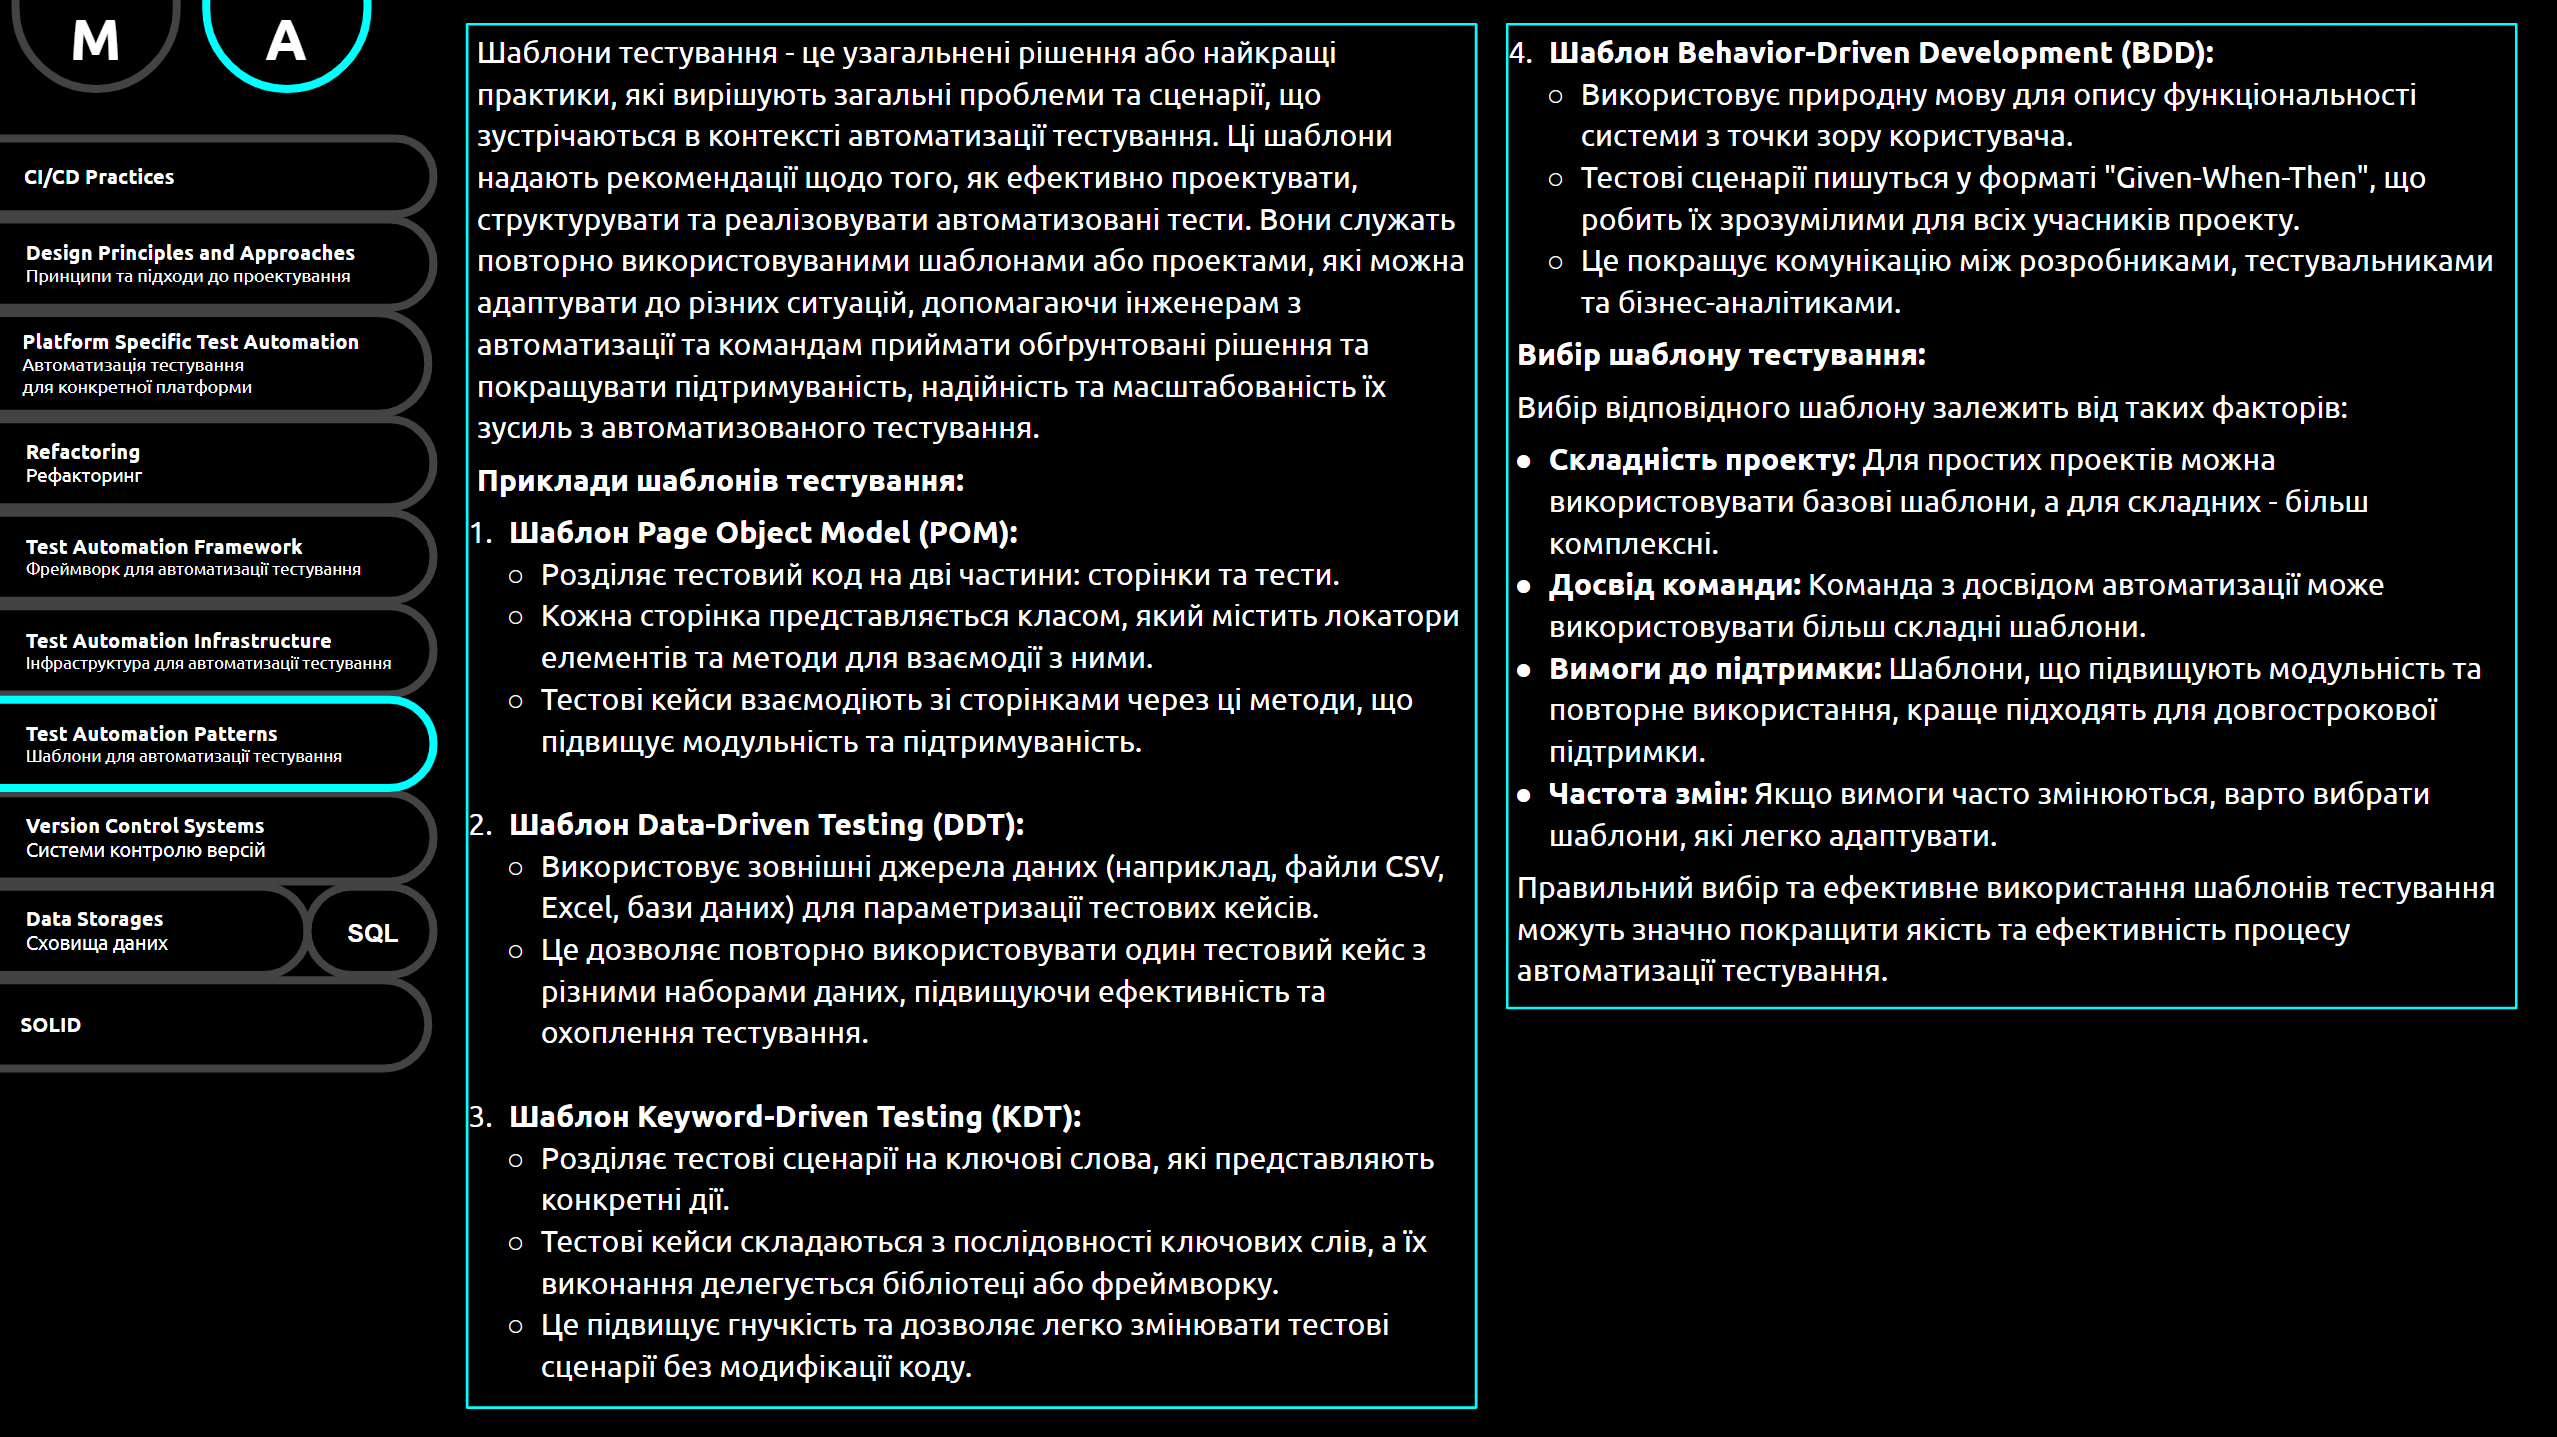 M
A
CI/CD Practices
Design Principles and Approaches
Принципи та підходи до проектування
Platform Specific Test Automation
Автоматизація тестування
для конкретної платформи
Refactoring
Рефакторинг
Test Automation Framework
Фреймворк для автоматизації тестування
Test Automation Infrastructure
Інфраструктура для автоматизації тестування
Test Automation Patterns
Шаблони для автоматизації тестування
Version Control Systems
Системи контролю версій
Data Storages
Сховища даних
SQL
SOLID
Шаблони тестування - це узагальнені рішення або найкращі
практики, які вирішують загальні проблеми та сценарії, що
зустрічаються в контексті автоматизації тестування. Ці шаблони
надають рекомендації щодо того, як ефективно проектувати,
структурувати та реалізовувати автоматизовані тести. Вони служать
повторно використовуваними шаблонами або проектами, які можна
адаптувати до різних ситуацій, допомагаючи інженерам з
автоматизації та командам приймати обґрунтовані рішення та
покращувати підтримуваність, надійність та масштабованість їх
зусиль з автоматизованого тестування.
Приклади шаблонів тестування:
1. Шаблон Page Object Model (POM):
○ Розділяє тестовий код на дві частини: сторінки та тести.
○ Кожна сторінка представляється класом, який містить локатори
елементів та методи для взаємодії з ними.
○ Тестові кейси взаємодіють зі сторінками через ці методи, що
підвищує модульність та підтримуваність.
2. Шаблон Data-Driven Testing (DDT):
○ Використовує зовнішні джерела даних (наприклад, файли CSV,
Excel, бази даних) для параметризації тестових кейсів.
○ Це дозволяє повторно використовувати один тестовий кейс з
різними наборами даних, підвищуючи ефективність та
охоплення тестування.
3. Шаблон Keyword-Driven Testing (KDT):
○ Розділяє тестові сценарії на ключові слова, які представляють
конкретні дії.
○ Тестові кейси складаються з послідовності ключових слів, а їх
виконання делегується бібліотеці або фреймворку.
○ Це підвищує гнучкість та дозволяє легко змінювати тестові
сценарії без модифікації коду.
4. Шаблон Behavior-Driven Development (BDD):
○ Використовує природну мову для опису функціональності
системи з точки зору користувача.
○ Тестові сценарії пишуться у форматі "Given-When-Then", що
робить їх зрозумілими для всіх учасників проекту.
○ Це покращує комунікацію між розробниками, тестувальниками
та бізнес-аналітиками.
Вибір шаблону тестування:
Вибір відповідного шаблону залежить від таких факторів:
● Складність проекту: Для простих проектів можна
використовувати базові шаблони, а для складних - більш
комплексні.
● Досвід команди: Команда з досвідом автоматизації може
використовувати більш складні шаблони.
● Вимоги до підтримки: Шаблони, що підвищують модульність та
повторне використання, краще підходять для довгострокової
підтримки.
● Частота змін: Якщо вимоги часто змінюються, варто вибрати
шаблони, які легко адаптувати.
Правильний вибір та ефективне використання шаблонів тестування
можуть значно покращити якість та ефективність процесу
автоматизації тестування.